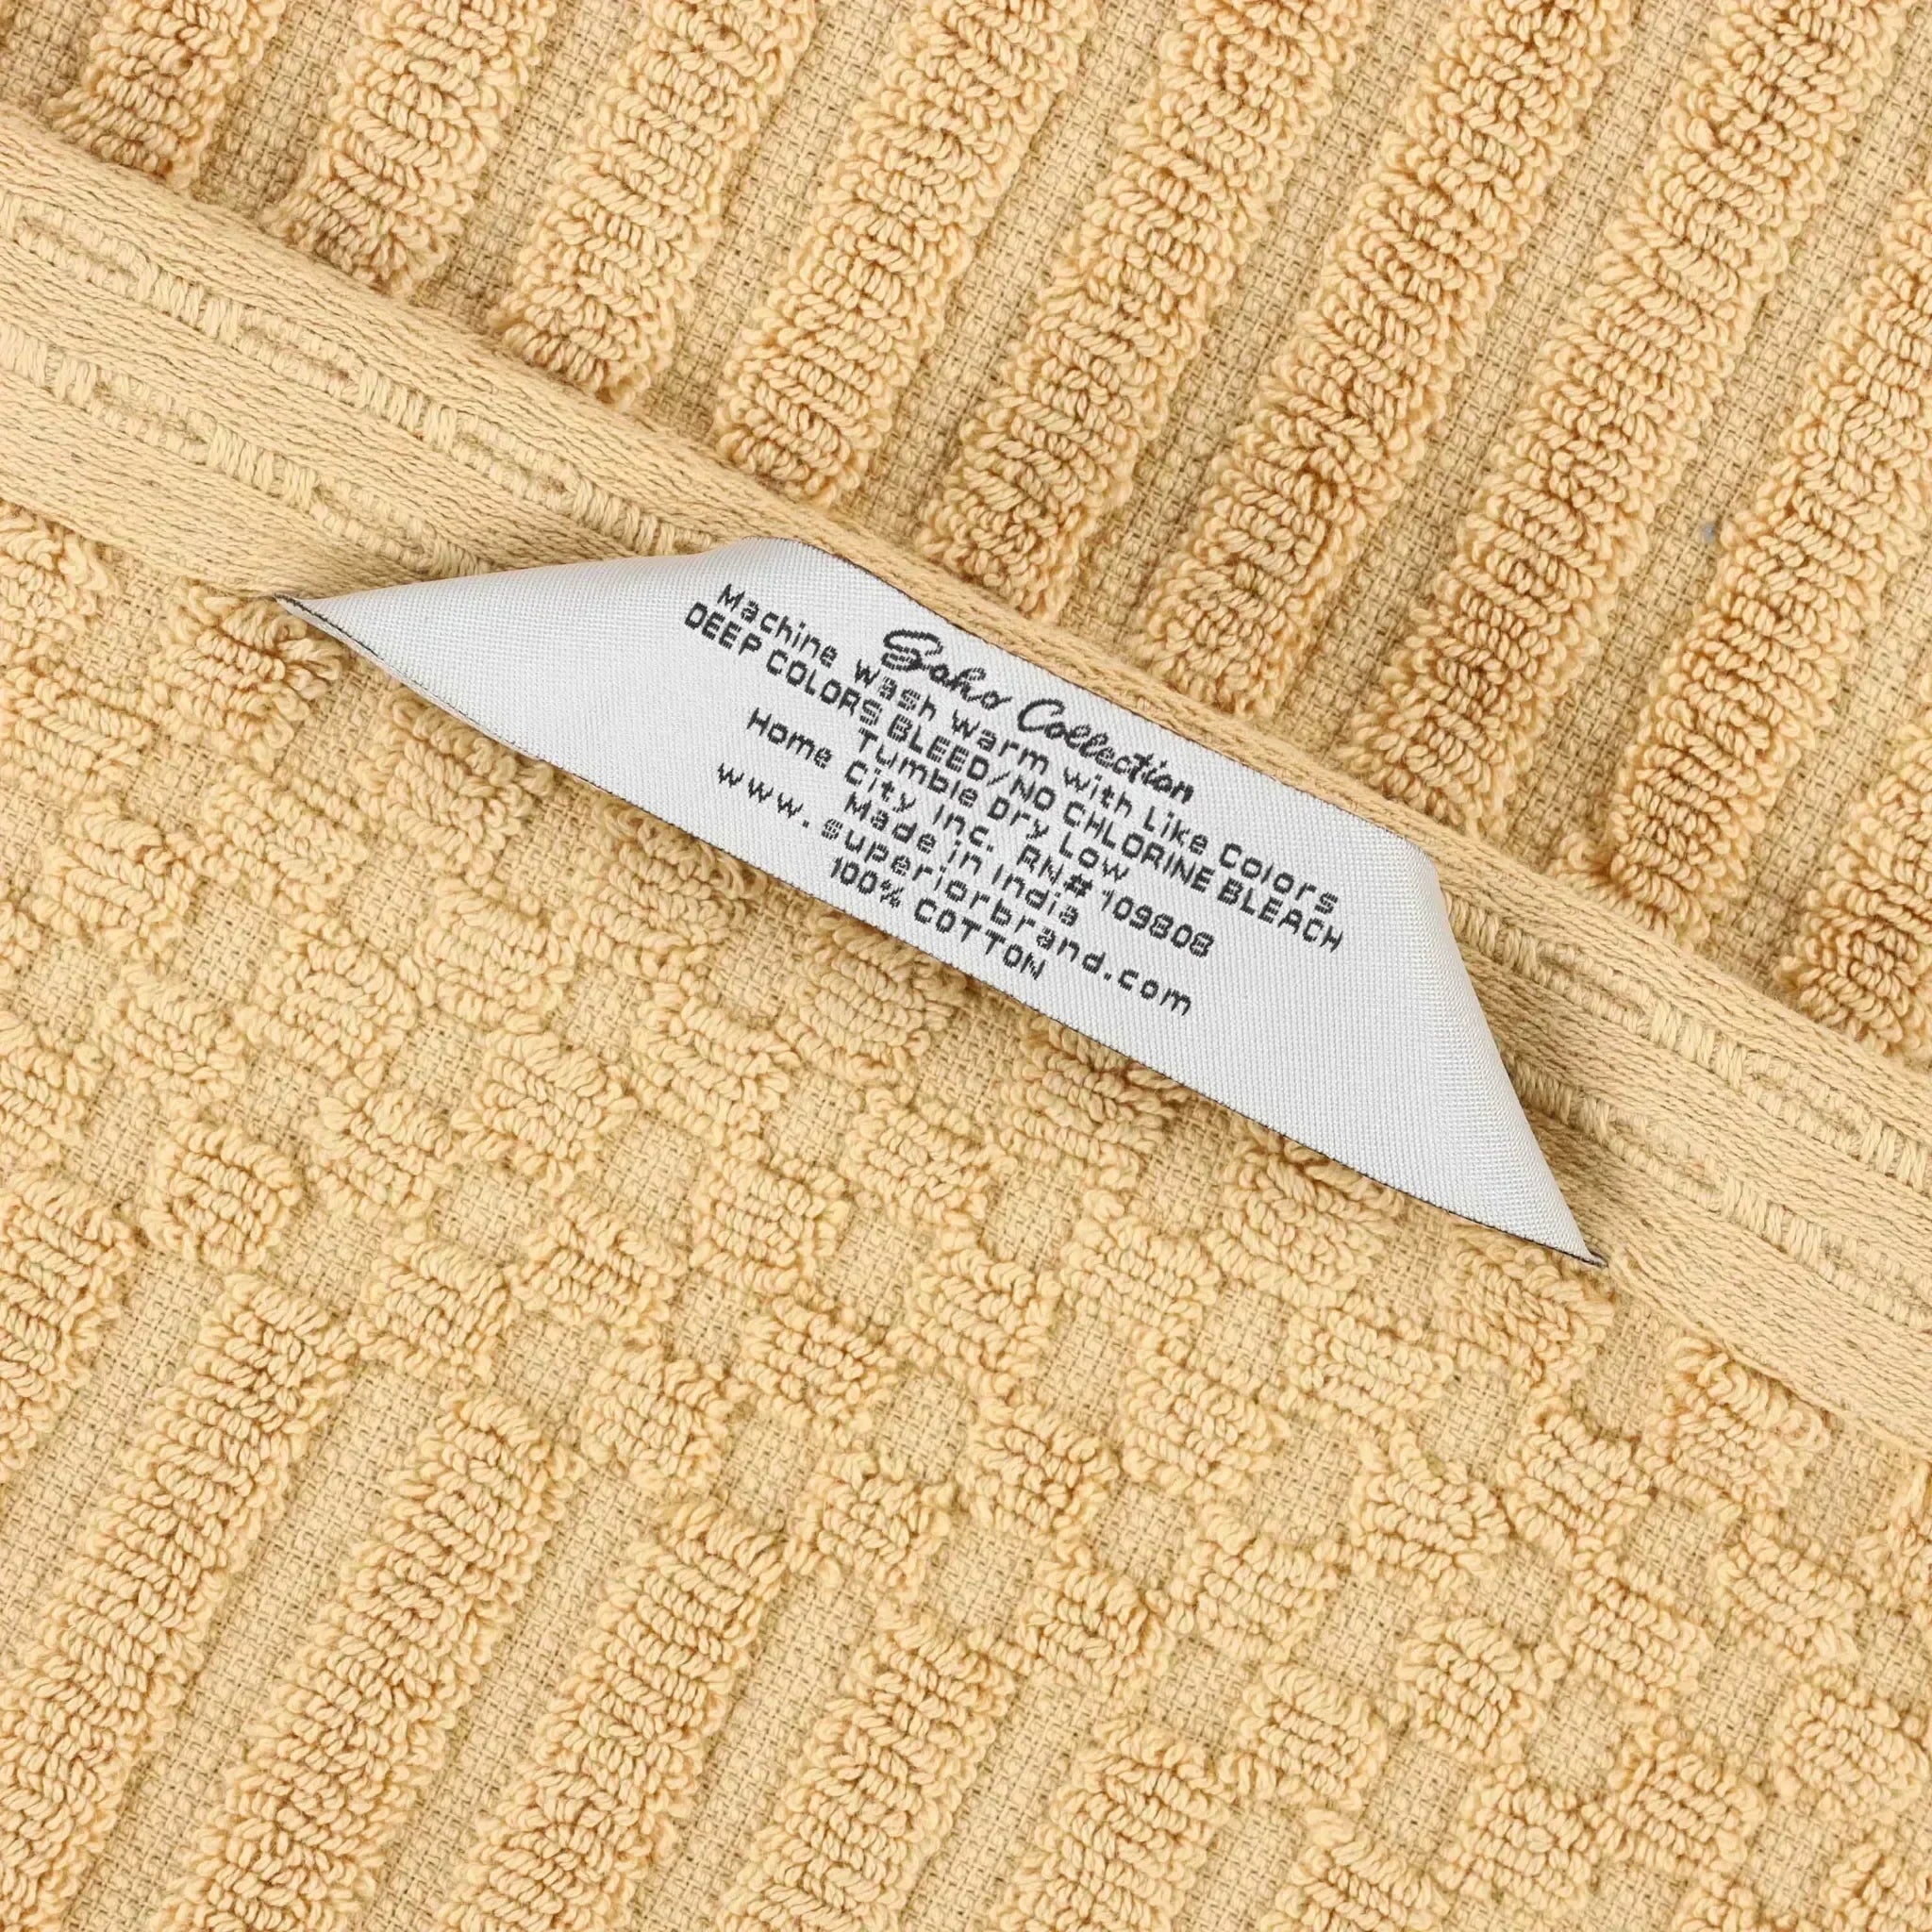 Soho Collection
Machine wash warm with Like Colors
DEEP COLORS BLEED/NO CHLORINE BLEACH
Tumble Dry Low
Home City Inc. RN# 109808
Made in India
www.superiorbrand.com
100% COTTON